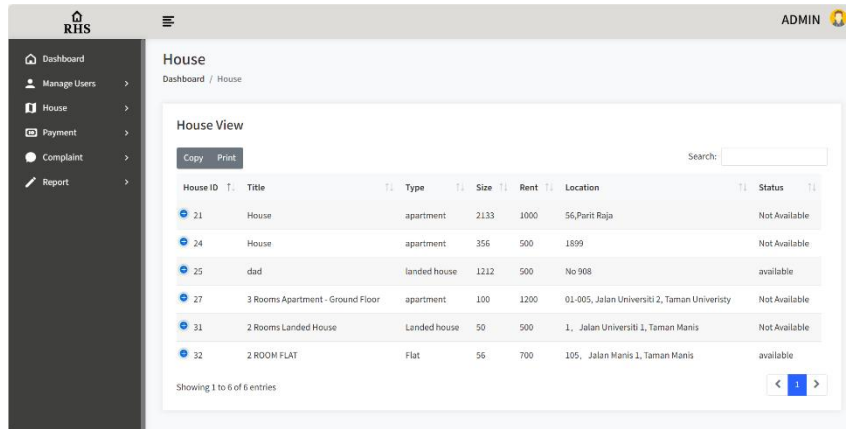 RHS
ADMIN
Dashboard
Manage Users
House
Payment
Complaint
Report
House
Dashboard / House
House View
Copy Print
Search:
House ID Title Type Size Rent Location Status
21 House apartment 2133 1000 56,Parit Raja Not Available
24 House apartment 356 500 1899 Not Available
25 dad landed house 1212 500 No 908 available
27 3 Rooms Apartment - Ground Floor apartment 100 1200 01-005, Jalan Universiti 2, Taman Univeristy Not Available
31 2 Rooms Landed House Landed house 50 500 1, Jalan Universiti 1, Taman Manis Not Available
32 2 ROOM FLAT Flat 56 700 105, Jalan Manis 1, Taman Manis available
Showing 1 to 6 of 6 entries
1